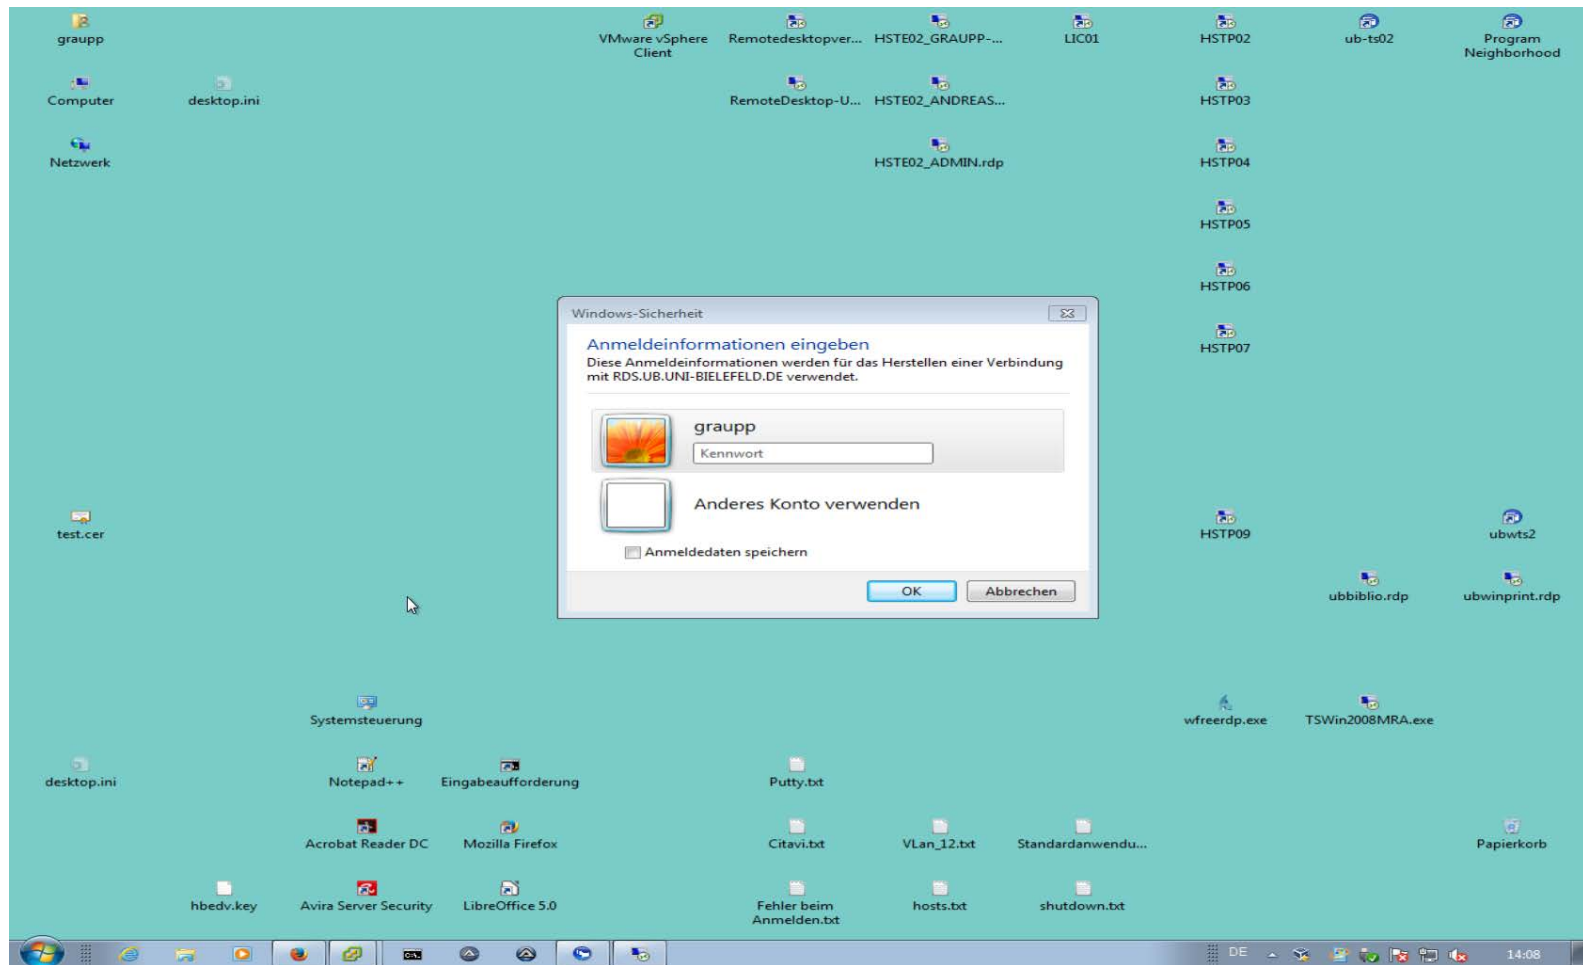 graupp
VMware vSphere
Client
Remotedesktopver...
HSTE02_GRAUPP-...
LIC01
HSTP02
ub-ts02
Program
Neighborhood
Computer
desktop.ini
RemoteDesktop-U...
HSTE02_ANDREAS...
HSTP03
Netzwerk
HSTE02_ADMIN.rdp
HSTP04
HSTP05
HSTP06
HSTP07
Windows-Sicherheit
Anmeldeinformationen eingeben
Diese Anmeldeinformationen werden für das Herstellen einer Verbindung
mit RDS.UB.UNI-BIELEFELD.DE verwendet.
graupp
Kennwort
Anderes Konto verwenden
Anmeldedaten speichern
OK
Abbrechen
test.cer
HSTP09
ubwts2
ubbiblio.rdp
ubwinprint.rdp
Systemsteuerung
wfreerdp.exe
TSWin2008MRA.exe
desktop.ini
Notepad++
Eingabeaufforderung
Putty.txt
Acrobat Reader DC
Mozilla Firefox
Citavi.txt
VLan_12.txt
Standardanwendu...
Papierkorb
hbedv.key
Avira Server Security
LibreOffice 5.0
Fehler beim
Anmelden.txt
hosts.txt
shutdown.txt
DE
14:08